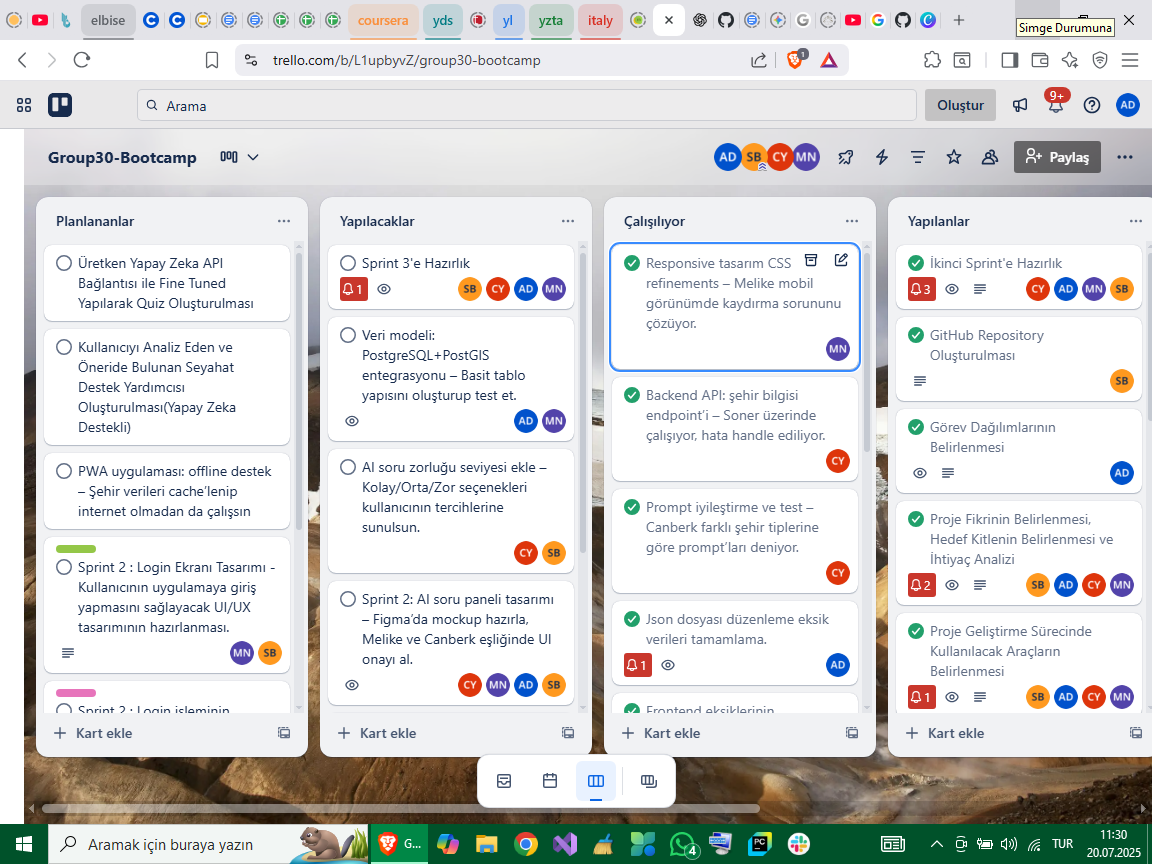 elbise
coursera
yds
yl
yzta
italy
Simge Durumuna
trello.com/b/L1upbyvZ/group30-bootcamp
1
Arama
Oluştur
9+
AD
Group30-Bootcamp
AD SB CY MN
Paylaş
Planlananlar
Üretken Yapay Zeka API
Bağlantısı ile Fine Tuned
Yapılarak Quiz Oluşturulması
Kullanıcıyı Analiz Eden ve
Öneride Bulunan Seyahat
Destek Yardımcısı
Oluşturulması(Yapay Zeka
Destekli)
PWA uygulaması: offline destek
– Şehir verileri cache’lenip
internet olmadan da çalışsın
Sprint 2 : Login Ekranı Tasarımı -
Kullanıcının uygulamaya giriş
yapmasını sağlayacak UI/UX
tasarımının hazırlanması.
MN SB
Sprint 2 : Login işleminin
Kart ekle
Yapılacaklar
Sprint 3'e Hazırlık
1
SB CY AD MN
Veri modeli:
PostgreSQL+PostGIS
entegrasyonu – Basit tablo
yapısını oluşturup test et.
AD MN
AI soru zorluğu seviyesi ekle –
Kolay/Orta/Zor seçenekleri
kullanıcının tercihlerine
sunulsun.
CY SB
Sprint 2: AI soru paneli tasarımı
– Figma’da mockup hazırla,
Melike ve Canberk eşliğinde UI
onayı al.
CY MN AD SB
Kart ekle
Çalışılıyor
Responsive tasarım CSS
refinements – Melike mobil
görünümde kaydırma sorununu
çözüyor.
MN
Backend API: şehir bilgisi
endpoint’i – Soner üzerinde
çalışıyor, hata handle ediliyor.
CY
Prompt iyileştirme ve test –
Canberk farklı şehir tiplerine
göre prompt’ları deniyor.
CY
Json dosyası düzenleme eksik
verileri tamamlama.
1
AD
Frontend eksiklerinin
Kart ekle
Yapılanlar
İkinci Sprint'e Hazırlık
3
CY AD MN SB
GitHub Repository
Oluşturulması
SB
Görev Dağılımlarının
Belirlenmesi
AD
Proje Fikrinin Belirlenmesi,
Hedef Kitlenin Belirlenmesi ve
İhtiyaç Analizi
2
SB AD CY MN
Proje Geliştirme Sürecinde
Kullanılacak Araçların
Belirlenmesi
1
SB AD CY MN
Kart ekle
Aramak için buraya yazın
G...
4
TUR
11:30
20.07.2025